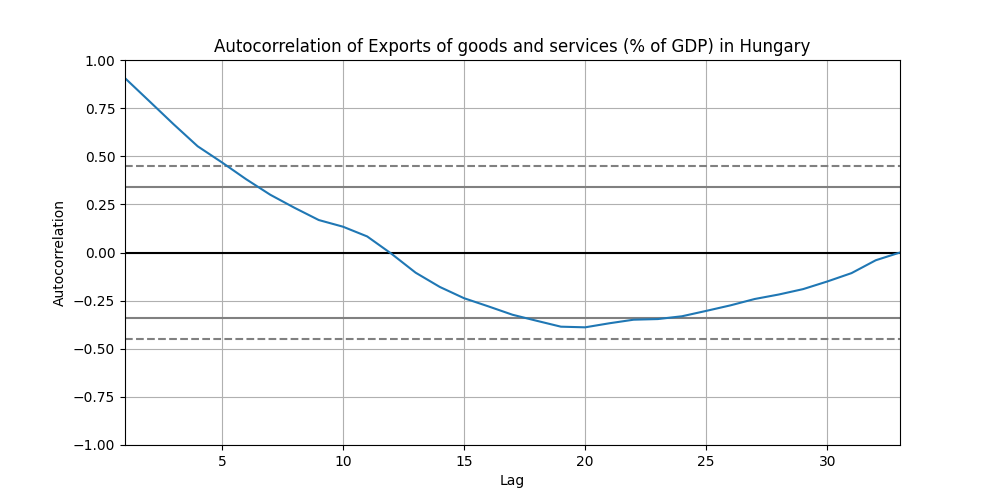 Autocorrelation of Exports of goods and services (% of GDP) in Hungary
1.00
0.75
0.50
0.25
0.00
−0.25
−0.50
−0.75
−1.00
Autocorrelation
5 10 15 20 25 30
Lag